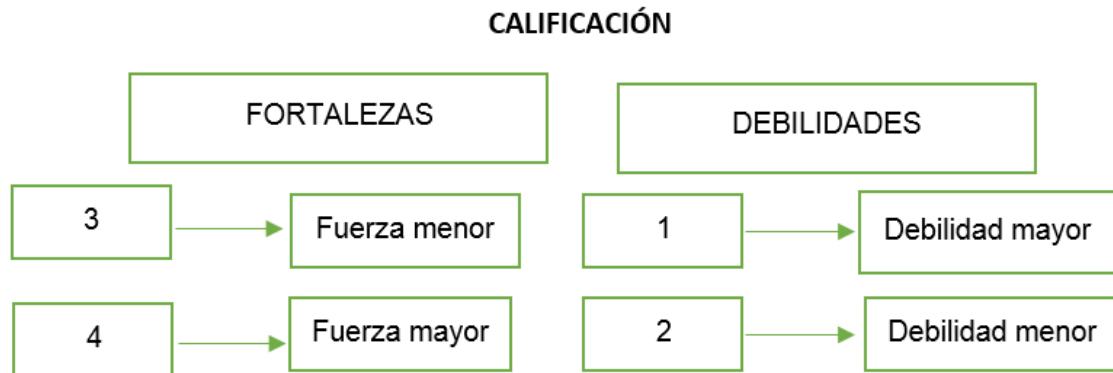 CALIFICACIÓN
FORTALEZAS
DEBILIDADES
3
Fuerza menor
1
Debilidad mayor
4
Fuerza mayor
2
Debilidad menor